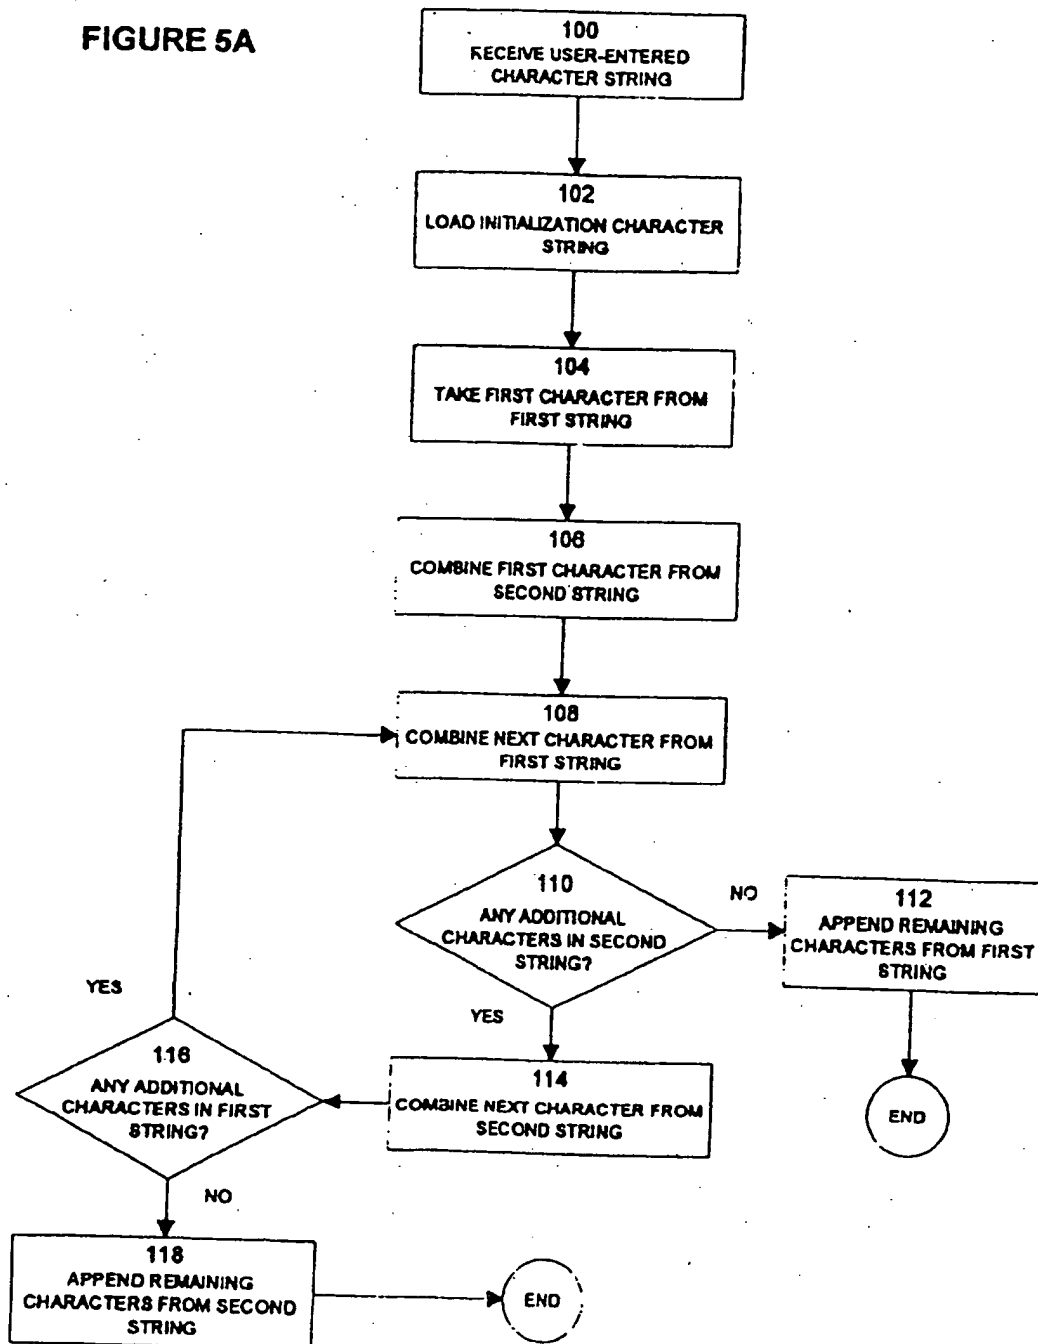 FIGURE 5A
100
RECEIVE USER-ENTERED
CHARACTER STRING
102
LOAD INITIALIZATION CHARACTER
STRING
104
TAKE FIRST CHARACTER FROM
FIRST STRING
106
COMBINE FIRST CHARACTER FROM
SECOND STRING
108
COMBINE NEXT CHARACTER FROM
FIRST STRING
110
ANY ADDITIONAL
CHARACTERS IN SECOND
STRING?
NO
112
APPEND REMAINING
CHARACTERS FROM FIRST
STRING
END
YES
114
COMBINE NEXT CHARACTER FROM
SECOND STRING
YES
116
ANY ADDITIONAL
CHARACTERS IN FIRST
STRING?
NO
118
APPEND REMAINING
CHARACTERS FROM SECOND
STRING
END